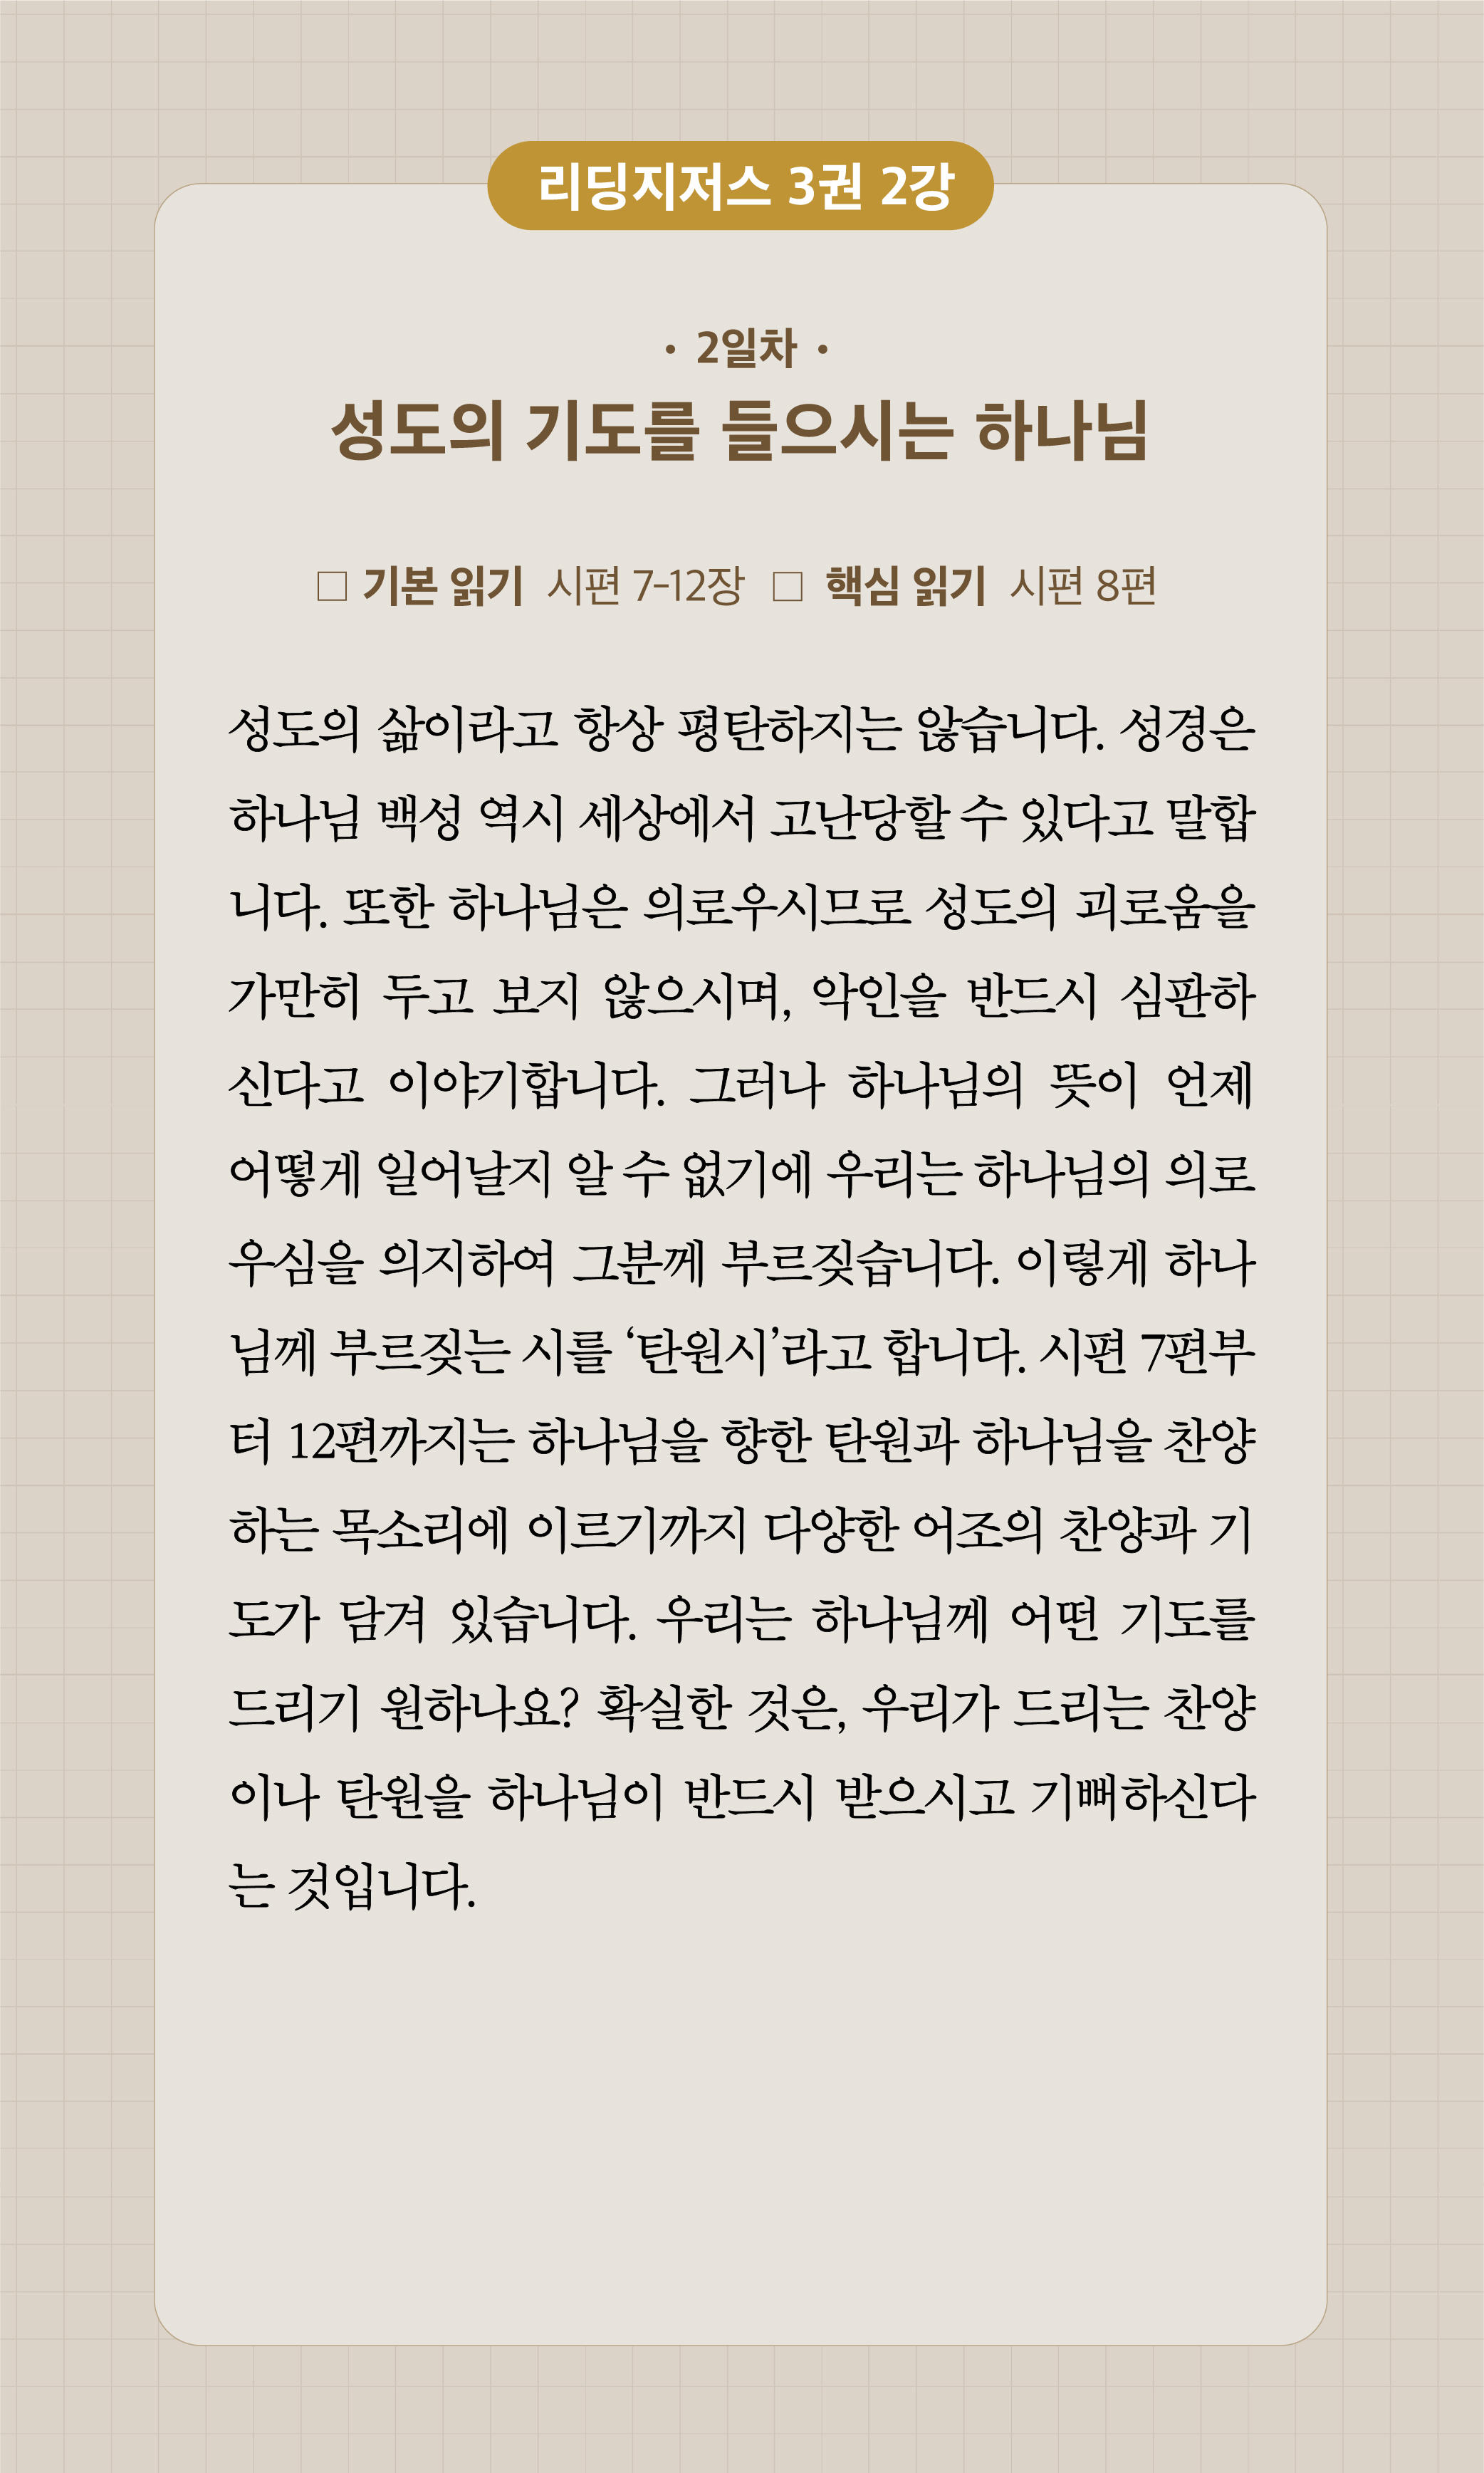 리딩지저스 3권 2강
· 2일차 ·
성도의 기도를 들으시는 하나님
□ 기본 읽기 시편 7-12장 □ 핵심 읽기 시편 8편
성도의 삶이라고 항상 평탄하지는 않습니다. 성경은
하나님 백성 역시 세상에서 고난당할 수 있다고 말합
니다. 또한 하나님은 의로우시므로 성도의 괴로움을
가만히 두고 보지 않으시며, 악인을 반드시 심판하
신다고 이야기합니다. 그러나 하나님의 뜻이 언제
어떻게 일어날지 알 수 없기에 우리는 하나님의 의로
우심을 의지하여 그분께 부르짖습니다. 이렇게 하나
님께 부르짖는 시를 ‘탄원시’라고 합니다. 시편 7편부
터 12편까지는 하나님을 향한 탄원과 하나님을 찬양
하는 목소리에 이르기까지 다양한 어조의 찬양과 기
도가 담겨 있습니다. 우리는 하나님께 어떤 기도를
드리기 원하나요? 확실한 것은, 우리가 드리는 찬양
이나 탄원을 하나님이 반드시 받으시고 기뻐하신다
는 것입니다.